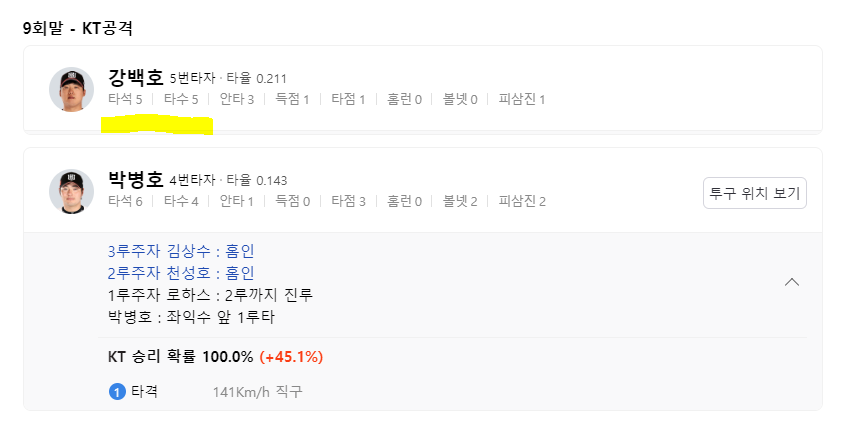 9회말 - KT공격
강백호 5번타자 · 타율 0.211
타석 5 | 타수 5 | 안타 3 | 득점 1 | 타점 1 | 홈런 0 | 볼넷 0 | 피삼진 1
박병호 4번타자 · 타율 0.143
타석 6 | 타수 4 | 안타 1 | 득점 0 | 타점 3 | 홈런 0 | 볼넷 2 | 피삼진 2
투구 위치 보기
3루주자 김상수 : 홈인
2루주자 천성호 : 홈인
1루주자 로하스 : 2루까지 진루
박병호 : 좌익수 앞 1루타
KT 승리 확률 100.0% (+45.1%)
1 타격 141Km/h 직구